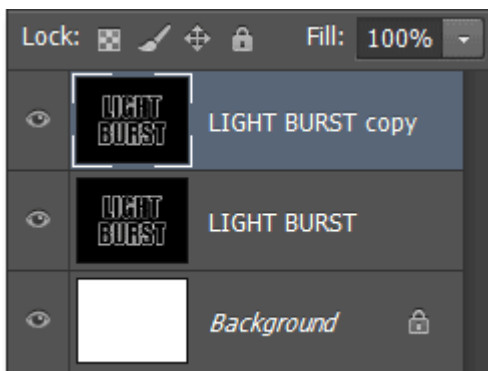 Lock: Fill: 100%
LIGHT
BURST
LIGHT BURST copy
LIGHT
BURST
LIGHT BURST
Background